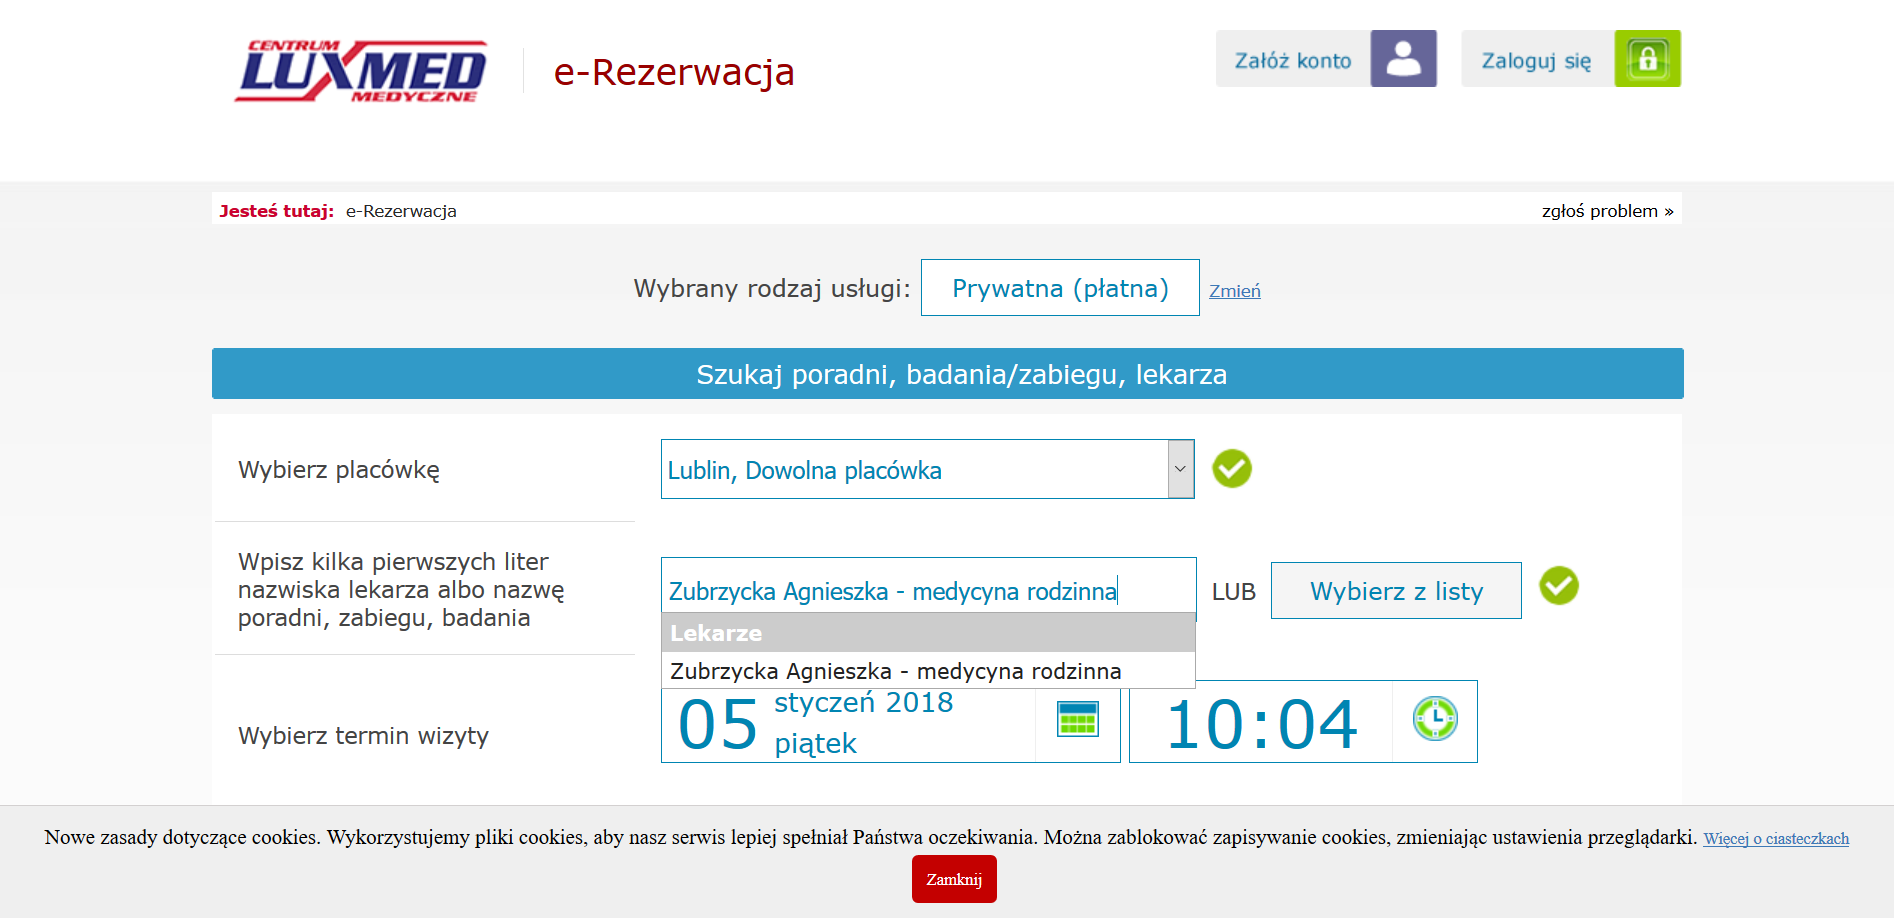 CENTRUM
LUXMED
MEDYCZNE
e-Rezerwacja
Załóż konto
Zaloguj się
Jesteś tutaj: e-Rezerwacja
zgłoś problem »
Wybrany rodzaj usługi: Prywatna (płatna) Zmień
Szukaj poradni, badania/zabiegu, lekarza
Wybierz placówkę
Lublin, Dowolna placówka
Wpisz kilka pierwszych liter
nazwiska lekarza albo nazwę
poradni, zabiegu, badania
Zubrzycka Agnieszka - medycyna rodzinna
LUB
Wybierz z listy
Lekarze
Zubrzycka Agnieszka - medycyna rodzinna
Wybierz termin wizyty
05
styczeń 2018
piątek
10:04
Nowe zasady dotyczące cookies. Wykorzystujemy pliki cookies, aby nasz serwis lepiej spełniał Państwa oczekiwania. Można zablokować zapisywanie cookies, zmieniając ustawienia przeglądarki. Więcej o ciasteczkach
Zamknij